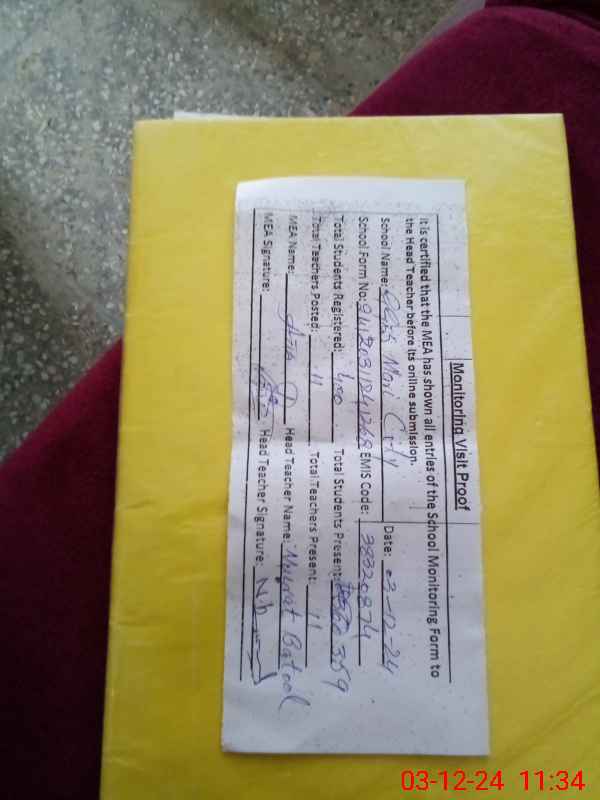 Monitoring Visit Proof
It is certified that the MEA has shown all entries of the School Monitoring Form to
the Head Teacher before its online submission.
School Name: City Date: 03-12-24
School Form No: EMIS Code: 38320874
Total Students Registered: 400 Total Students Present: 359
Total Teachers Posted: 11 Total Teachers Present: 11
MEA Name: Head Teacher Name: Nusrat Batool
MEA Signature: Head Teacher Signature:
03-12-24 11:34